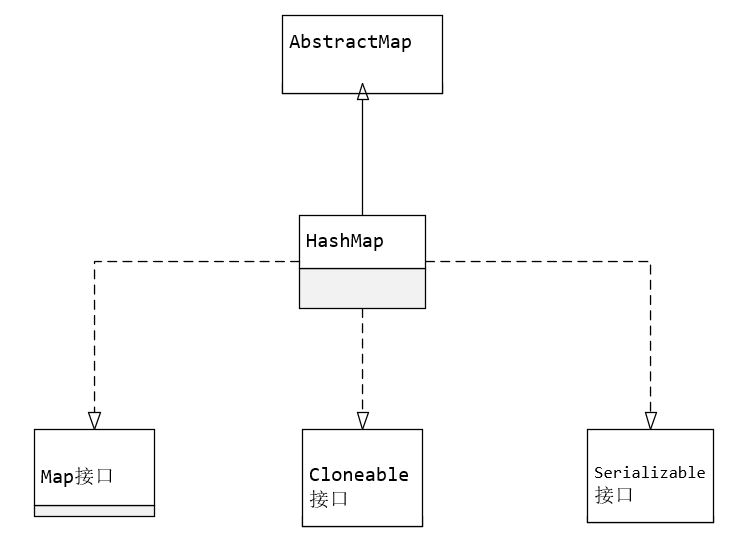 AbstractMap
HashMap
Map接口
Cloneable
接口
Serializable
接口